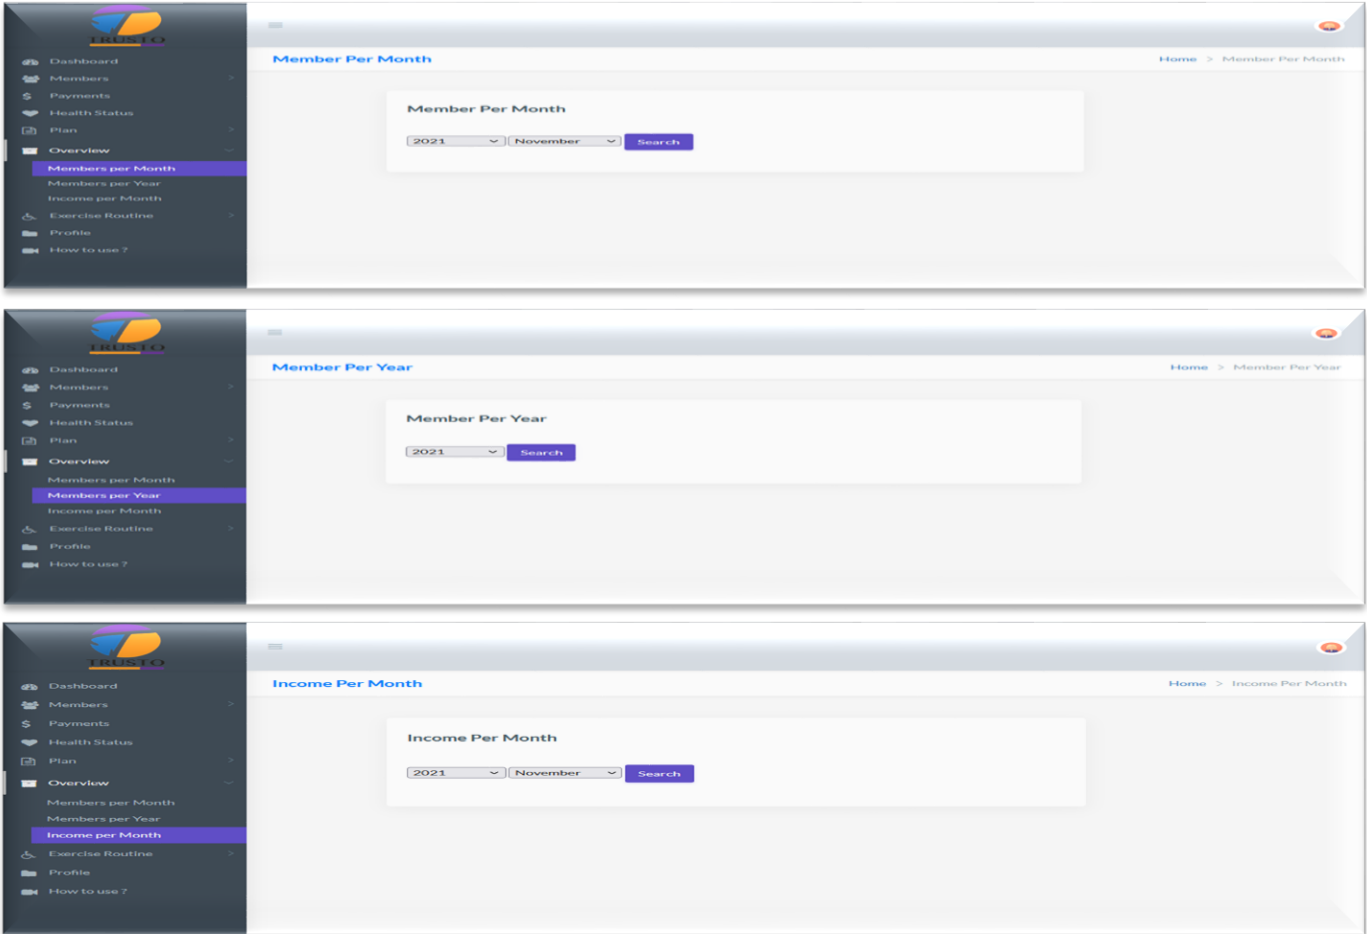 TRUSTO
Dashboard
Members >
Payments
Health Status
Plan >
Overview
Members per Month
Members per Year
Income per Month
Exercise Routine >
Profile
How to use ?
Member Per Month
Home > Member Per Month
Member Per Month
2021 November Search
TRUSTO
Dashboard
Members >
Payments
Health Status
Plan >
Overview
Members per Month
Members per Year
Income per Month
Exercise Routine >
Profile
How to use ?
Member Per Year
Home > Member Per Year
Member Per Year
2021 Search
TRUSTO
Dashboard
Members >
Payments
Health Status
Plan >
Overview
Members per Month
Members per Year
Income per Month
Exercise Routine >
Profile
How to use ?
Income Per Month
Home > Income Per Month
Income Per Month
2021 November Search